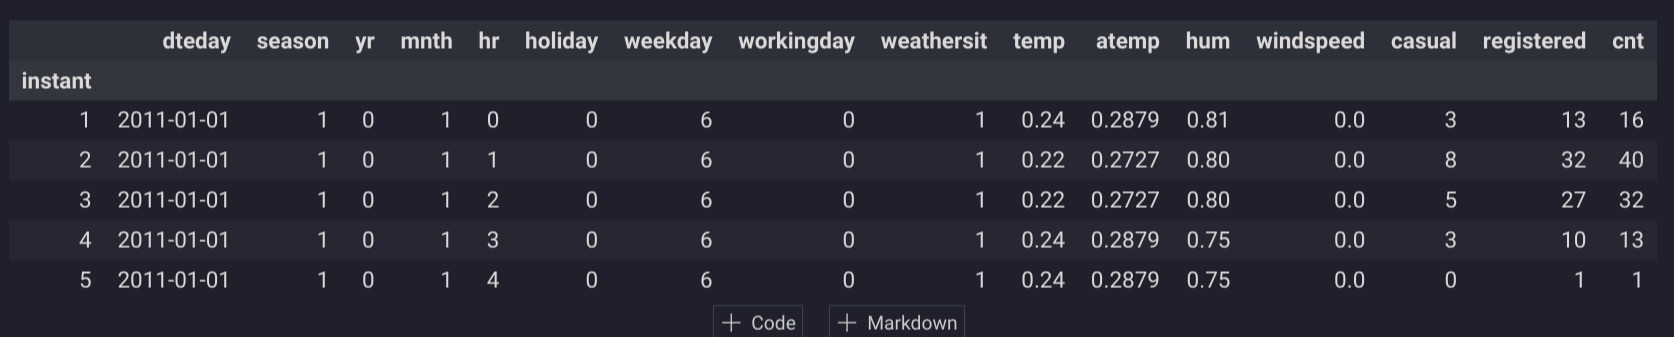 dteday season yr mnth hr holiday weekday workingday weathersit temp atemp hum windspeed casual registered cnt
instant
1 2011-01-01 1 0 1 0 0 6 0 1 0.24 0.2879 0.81 0.0 3 13 16
2 2011-01-01 1 0 1 1 0 6 0 1 0.22 0.2727 0.80 0.0 8 32 40
3 2011-01-01 1 0 1 2 0 6 0 1 0.22 0.2727 0.80 0.0 5 27 32
4 2011-01-01 1 0 1 3 0 6 0 1 0.24 0.2879 0.75 0.0 3 10 13
5 2011-01-01 1 0 1 4 0 6 0 1 0.24 0.2879 0.75 0.0 0 1 1
+ Code + Markdown